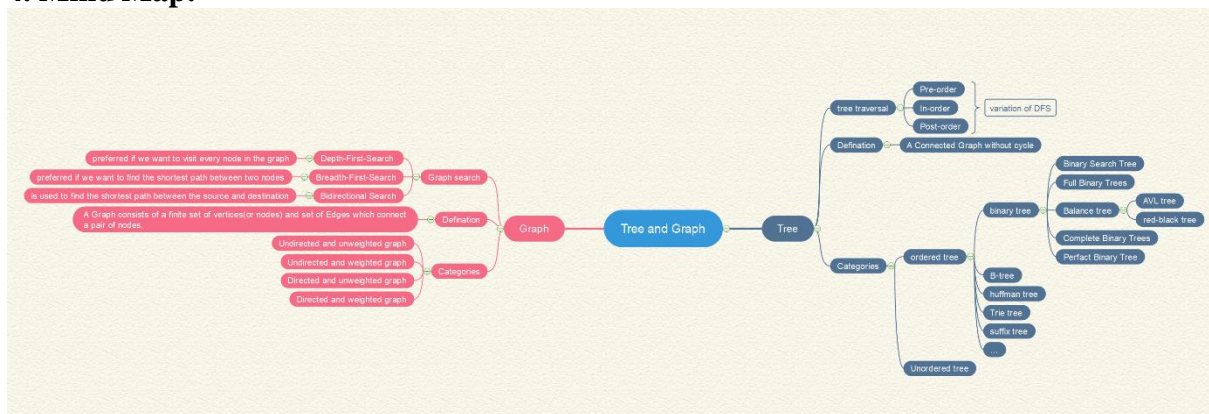 4. Mind Map:
Pre-order
tree traversal
In-order
variation of DFS
Post-order
Defination
A Connected Graph without cycle
preferred if we want to visit every node in the graph
Depth-First-Search
preferred if we want to find the shortest path between two nodes
Breadth-First-Search
Graph search
is used to find the shortest path between the source and destination
Bidirectional Search
A Graph consists of a finite set of vertices(or nodes) and set of Edges which connect
a pair of nodes.
Defination
Graph
Tree and Graph
Tree
Undirected and unweighted graph
Undirected and weighted graph
Directed and unweighted graph
Directed and weighted graph
Categories
Categories
ordered tree
binary tree
Binary Search Tree
Full Binary Trees
Balance tree
AVL tree
red-black tree
Complete Binary Trees
Perfact Binary Tree
B-tree
huffman tree
Trie tree
suffix tree
...
Unordered tree